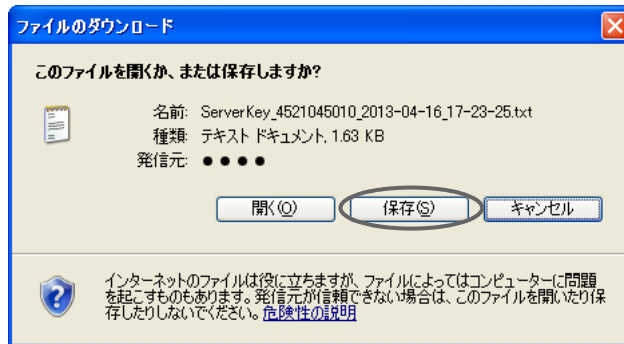 ファイルのダウンロード
このファイルを開くか、または保存しますか?
名前: ServerKey_4521045010_2013-04-16_17-23-25.txt
種類: テキスト ドキュメント, 1.63 KB
発信元: ●●●●
開く(O) 保存(S) キャンセル
インターネットのファイルは役に立ちますが、ファイルによってはコンピューターに問題
を起こすものもあります。発信元が信頼できない場合は、このファイルを開いたり保
存したりしないでください。危険性の説明